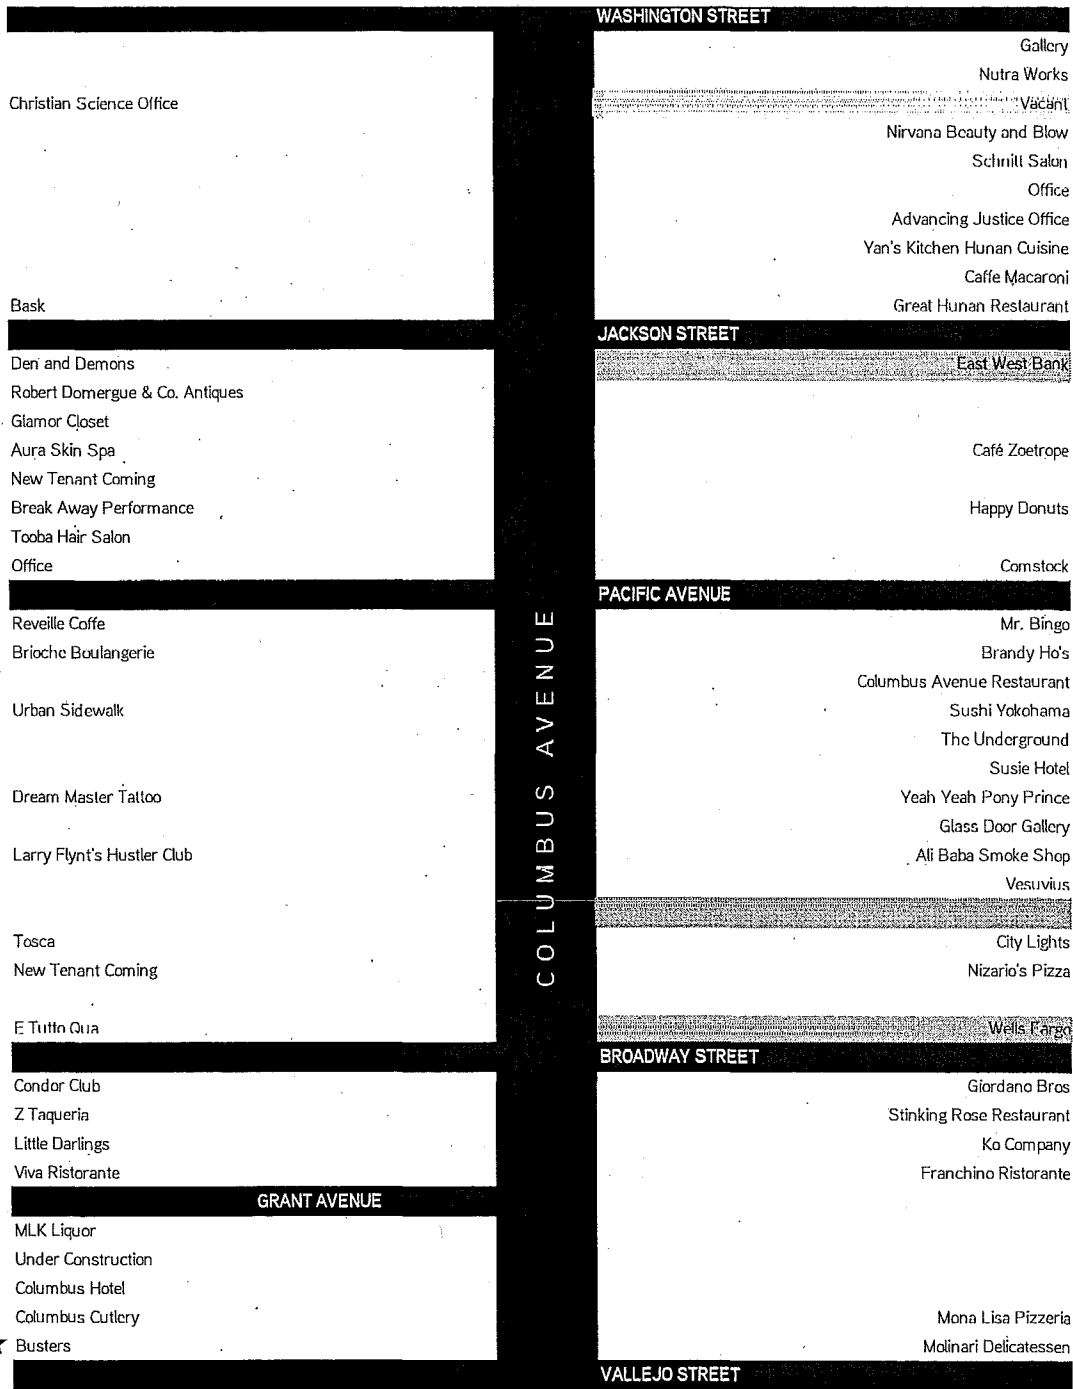 WASHINGTON STREET
Gallery
Nutra Works
Christian Science Office
Vacant
Nirvana Beauty and Blow
Schnitt Salon
Office
Advancing Justice Office
Yan's Kitchen Hunan Cuisine
Caffe Macaroni
Bask
Great Hunan Restaurant
JACKSON STREET
Den and Demons
East West Bank
Robert Domergue & Co. Antiques
Glamor Closet
Aura Skin Spa
Café Zoetrope
New Tenant Coming
Break Away Performance
Happy Donuts
Tooba Hair Salon
Office
Comstock
PACIFIC AVENUE
Reveille Coffe
Mr. Bingo
Brioche Boulangerie
Brandy Ho's
Columbus Avenue Restaurant
Urban Sidewalk
Sushi Yokohama
The Underground
Susie Hotel
Dream Master Tattoo
Yeah Yeah Pony Prince
Glass Door Gallery
Larry Flynt's Hustler Club
Ali Baba Smoke Shop
Vesuvius
COLUMBUS AVENUE
Tosca
City Lights
New Tenant Coming
Nizario's Pizza
E Tutto Qua
Wells Fargo
BROADWAY STREET
Condor Club
Giordano Bros
Z Taqueria
Stinking Rose Restaurant
Little Darlings
Ko Company
Viva Ristorante
Franchino Ristorante
GRANT AVENUE
MLK Liquor
Under Construction
Columbus Hotel
Columbus Cutlery
Mona Lisa Pizzeria
Busters
Molinari Delicatessen
VALLEJO STREET